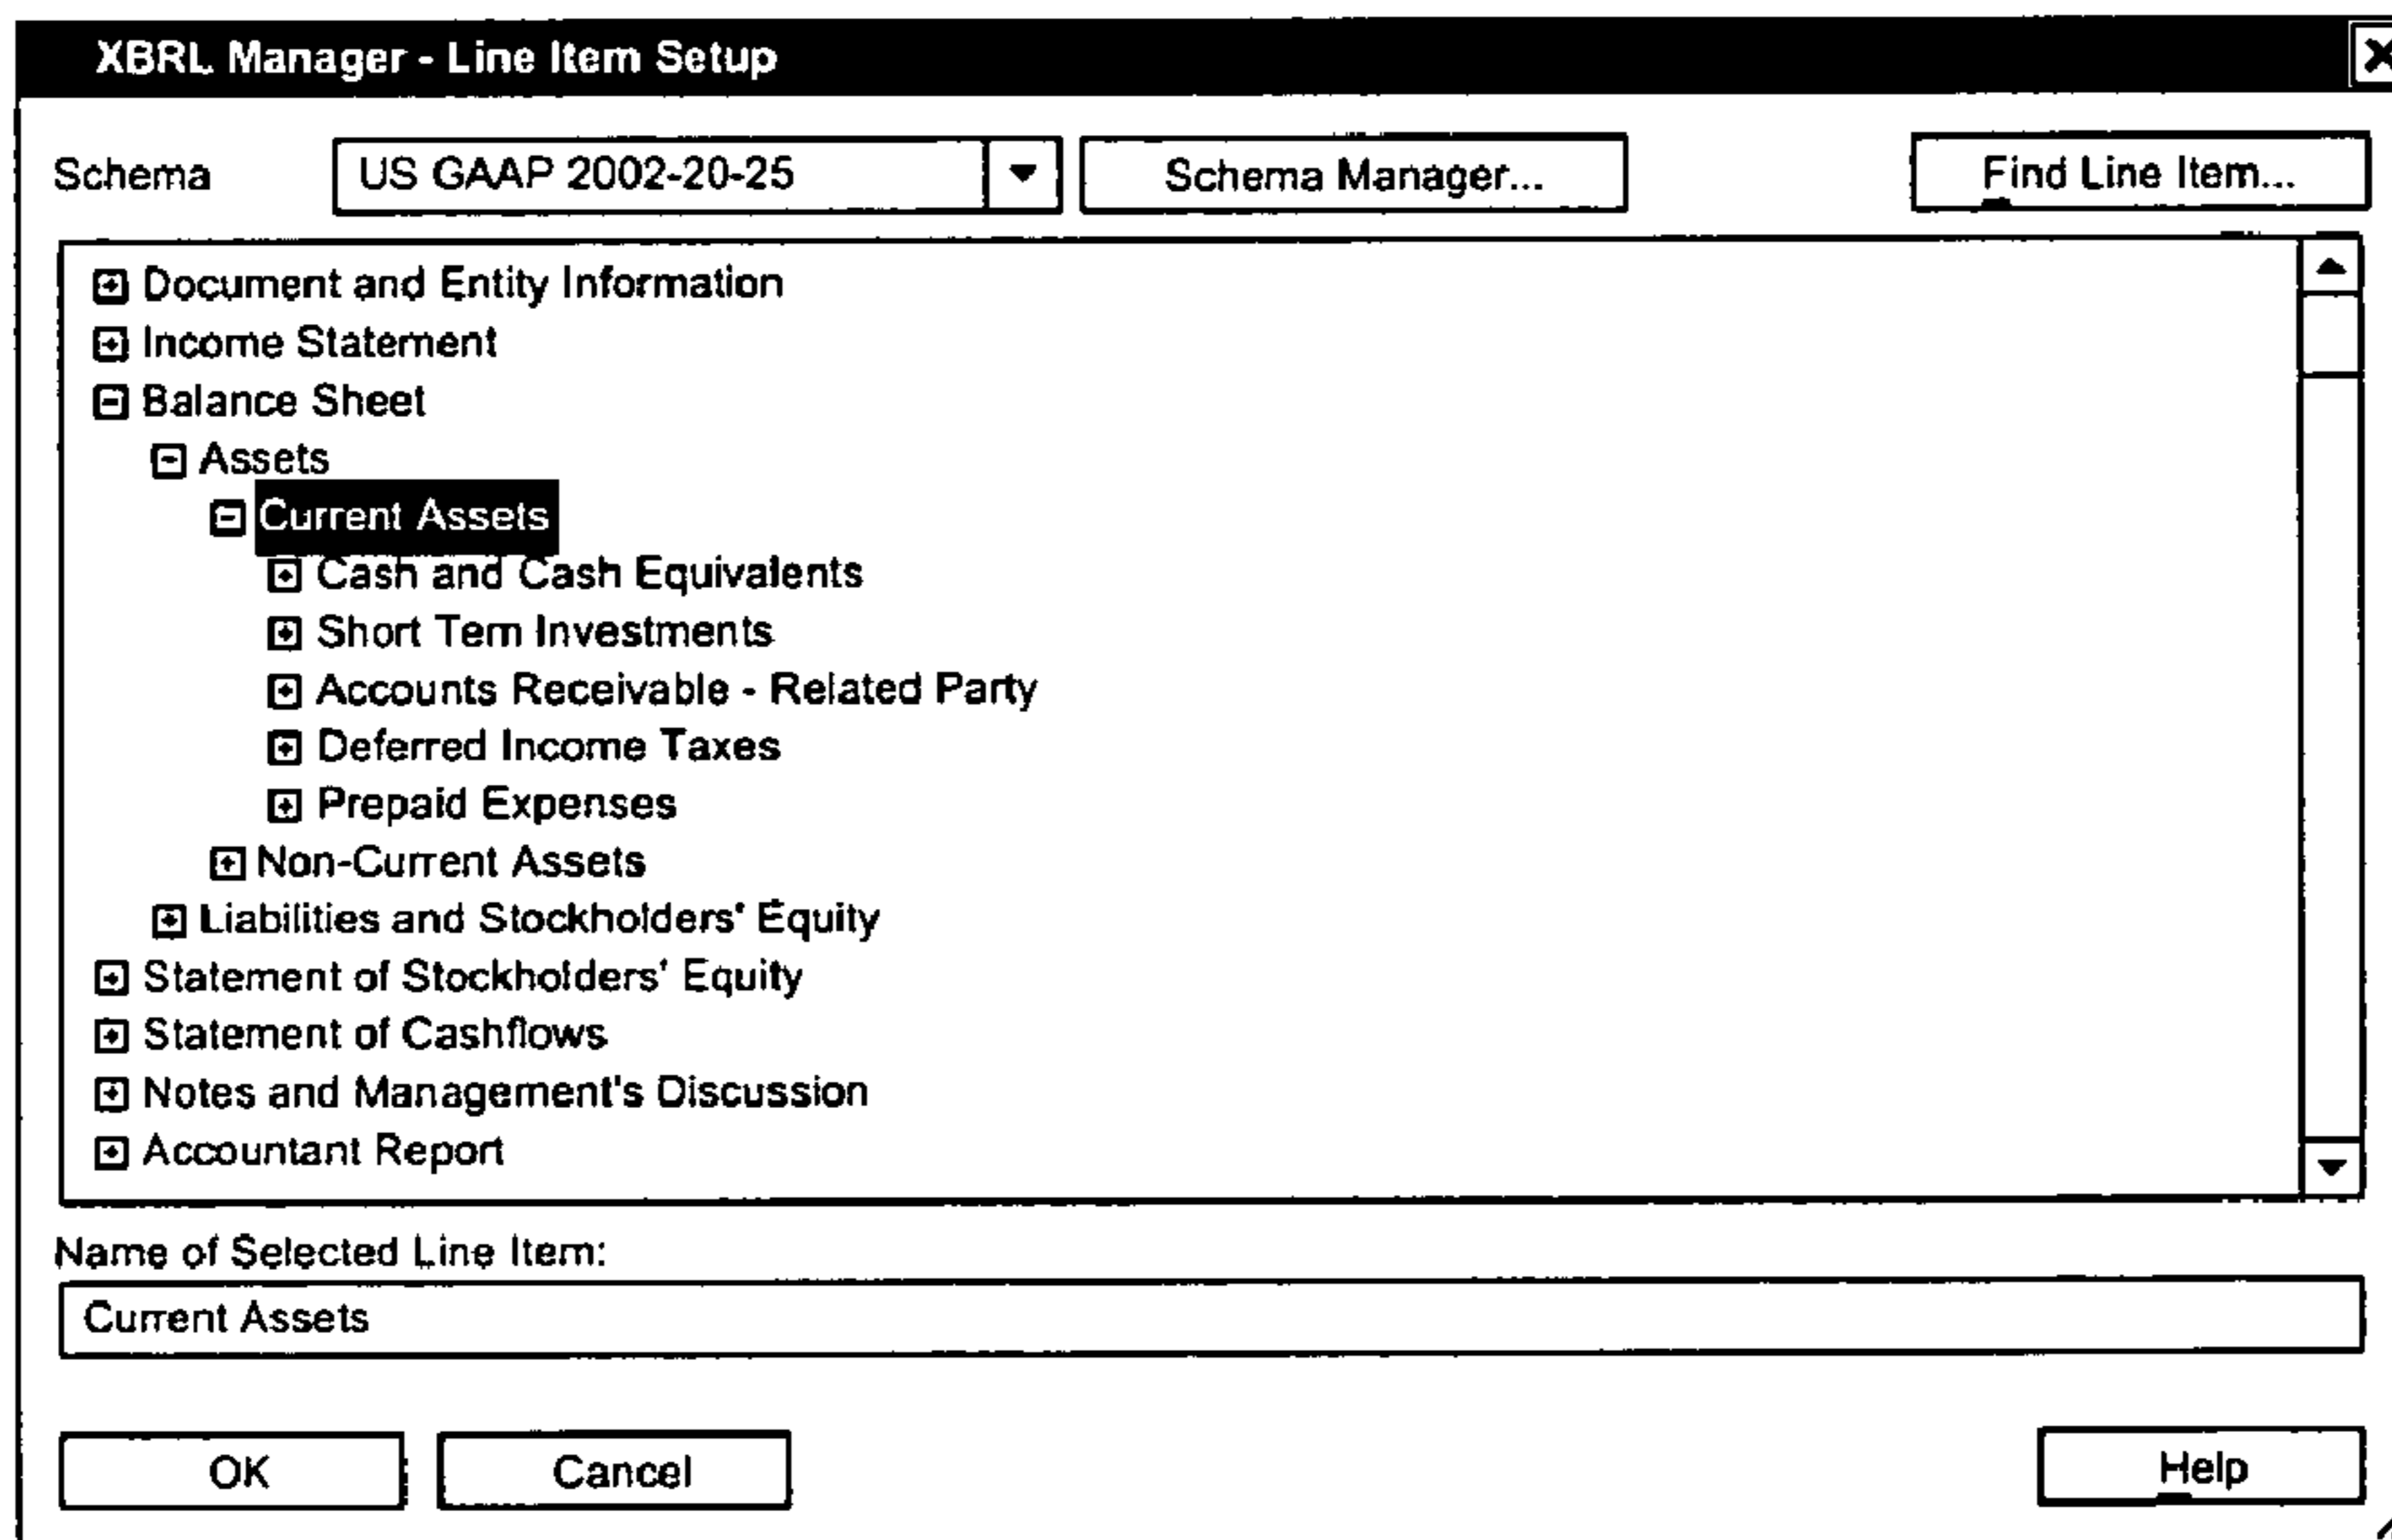 XBRL Manager - Line Item Setup
Schema US GAAP 2002-20-25 Schema Manager... Find Line Item...
Document and Entity Information
Income Statement
Balance Sheet
Assets
Current Assets
Cash and Cash Equivalents
Short Tem Investments
Accounts Receivable - Related Party
Deferred Income Taxes
Prepaid Expenses
Non-Current Assets
Liabilities and Stockholders' Equity
Statement of Stockholders' Equity
Statement of Cashflows
Notes and Management's Discussion
Accountant Report
Name of Selected Line Item:
Current Assets
OK Cancel Help